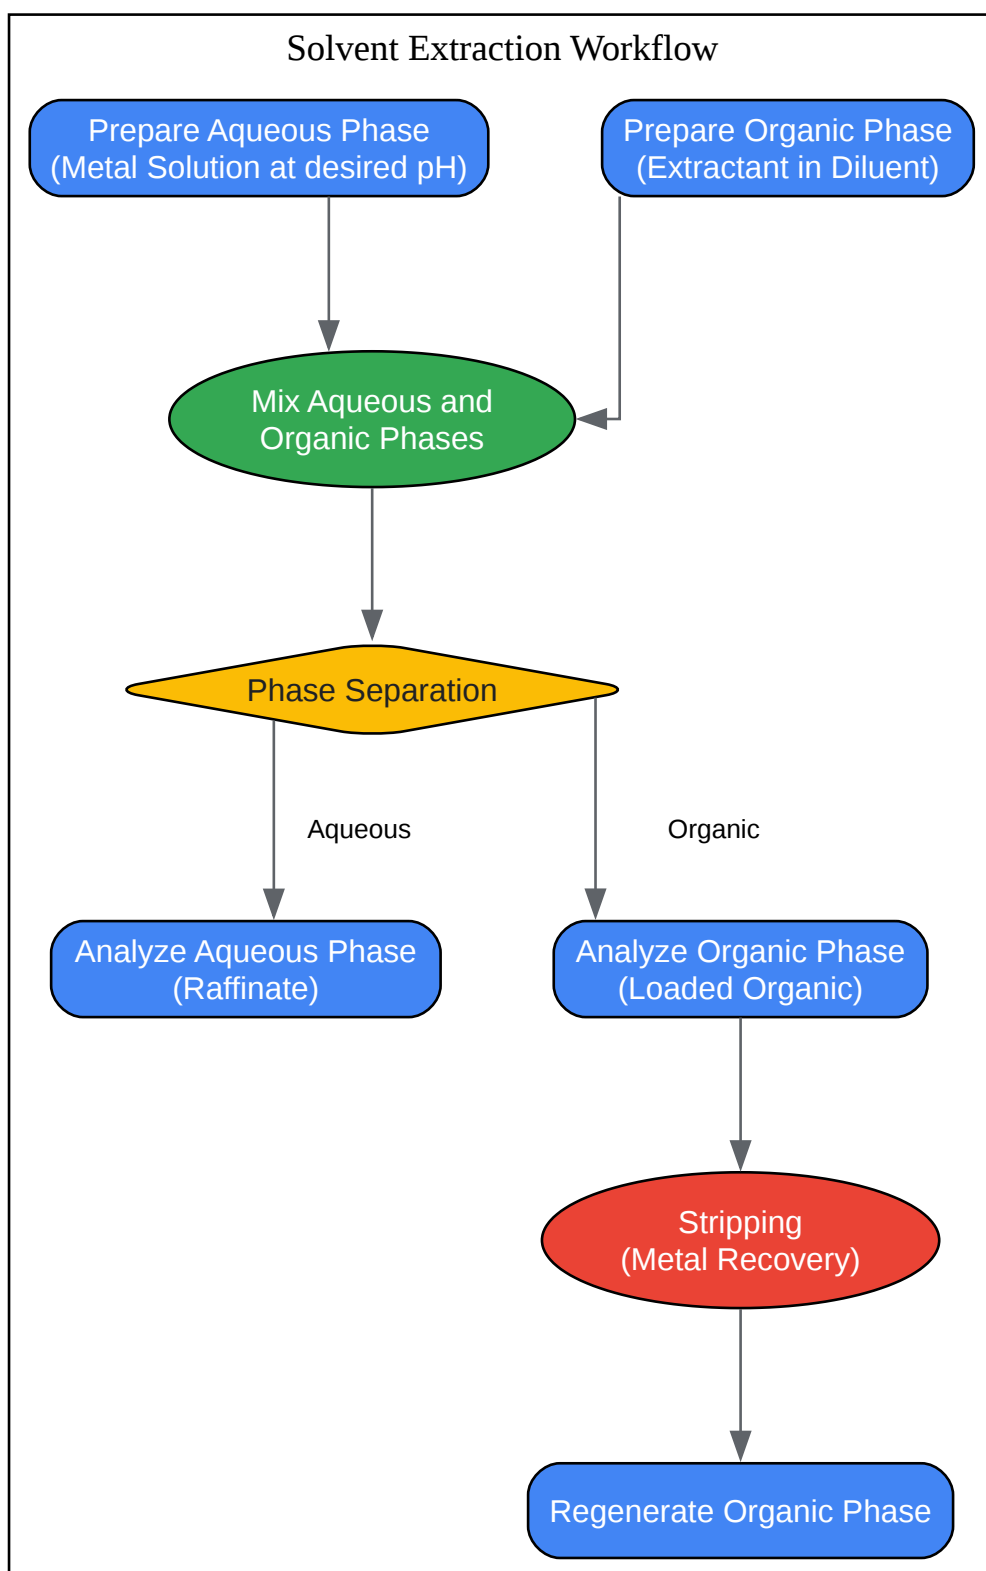 Solvent Extraction Workflow
Prepare Aqueous Phase
(Metal Solution at desired pH)
Prepare Organic Phase
(Extractant in Diluent)
Mix Aqueous and
Organic Phases
Phase Separation
Aqueous
Organic
Analyze Aqueous Phase
(Raffinate)
Analyze Organic Phase
(Loaded Organic)
Stripping
(Metal Recovery)
Regenerate Organic Phase